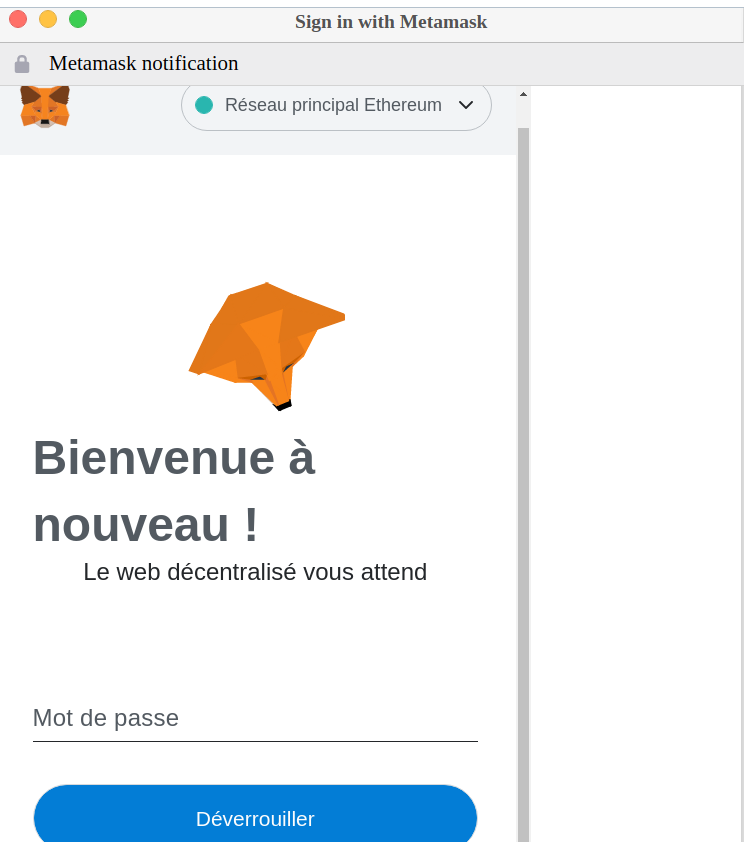 Sign in with Metamask
Metamask notification
Réseau principal Ethereum
Bienvenue à
nouveau !
Le web décentralisé vous attend
Mot de passe
Déverrouiller